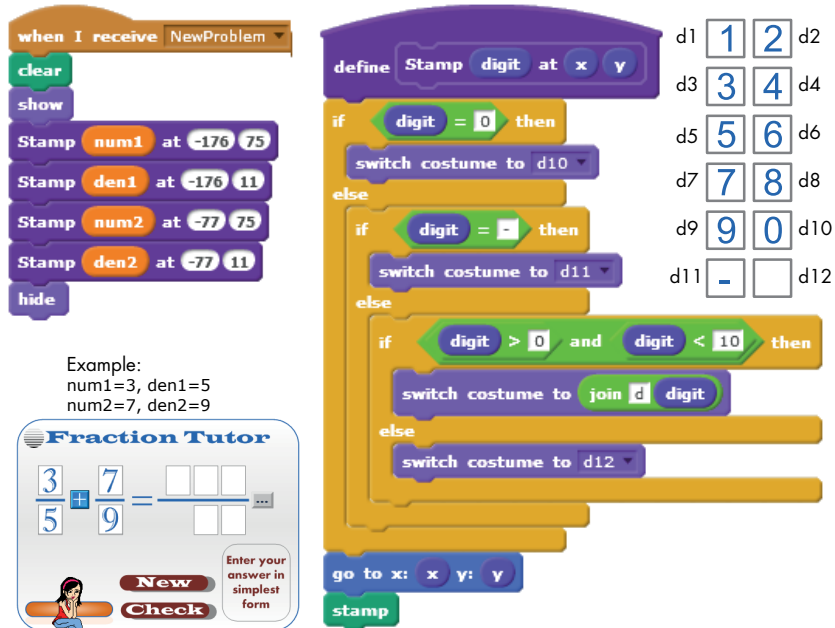 when I receive NewProblem
clear
show
Stamp num1 at -176 75
Stamp den1 at -176 11
Stamp num2 at -77 75
Stamp den2 at -77 11
hide
Example:
num1=3, den1=5
num2=7, den2=9
Fraction Tutor
3 + 7 =
5 9
...
New
Check
Enter your
answer in
simplest
form
define Stamp digit at x y
if digit = 0 then
switch costume to d10
else
if digit = - then
switch costume to d11
else
if digit > 0 and digit < 10 then
switch costume to join d digit
else
switch costume to d12
go to x: x y: y
stamp
d1 1 2 d2
d3 3 4 d4
d5 5 6 d6
d7 7 8 d8
d9 9 0 d10
d11 - d12